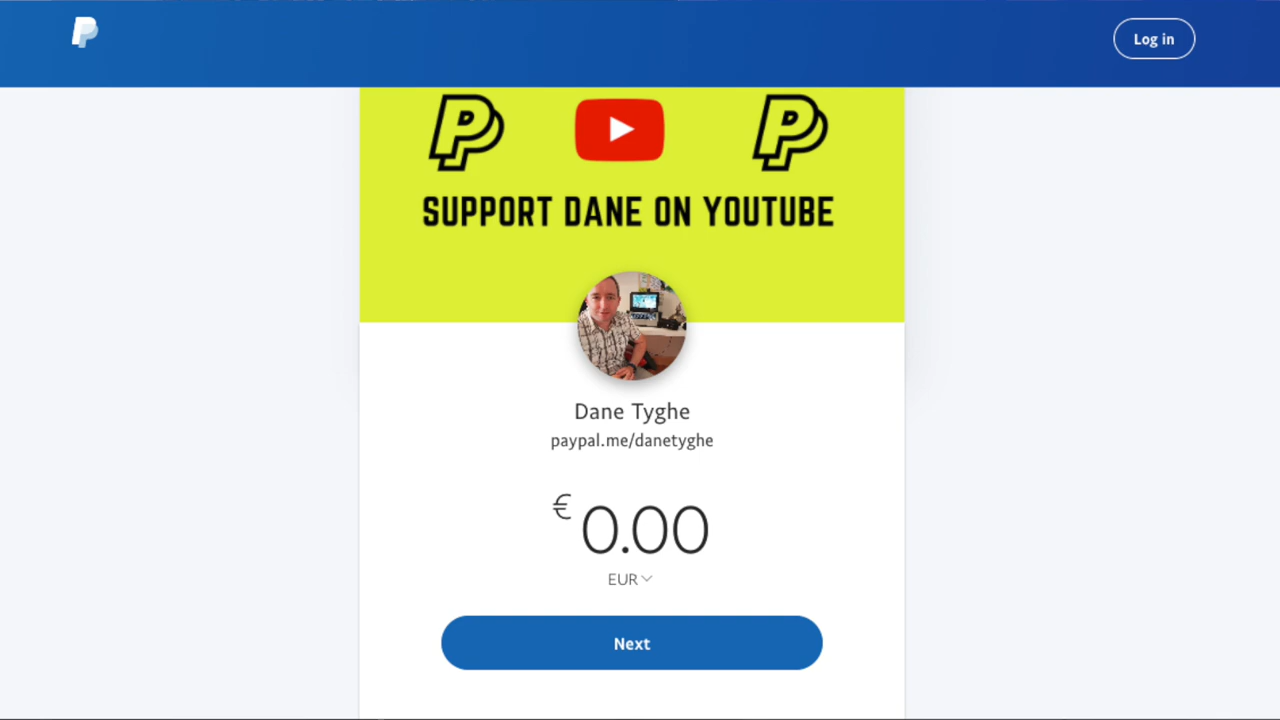 Log in
SUPPORT DANE ON YOUTUBE
Dane Tyghe
paypal.me/danetyghe
€ 0.00
EUR
Next